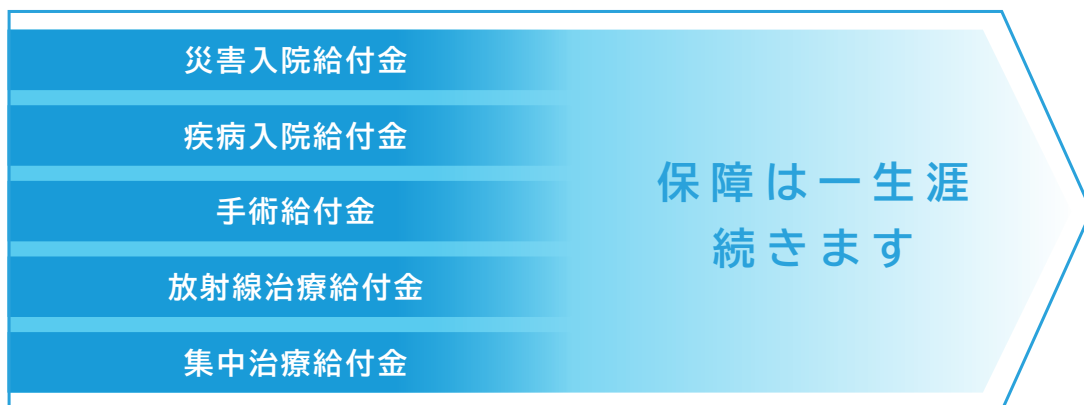 災害入院給付金
疾病入院給付金
手術給付金
放射線治療給付金
集中治療給付金
保障は一生涯
続きます